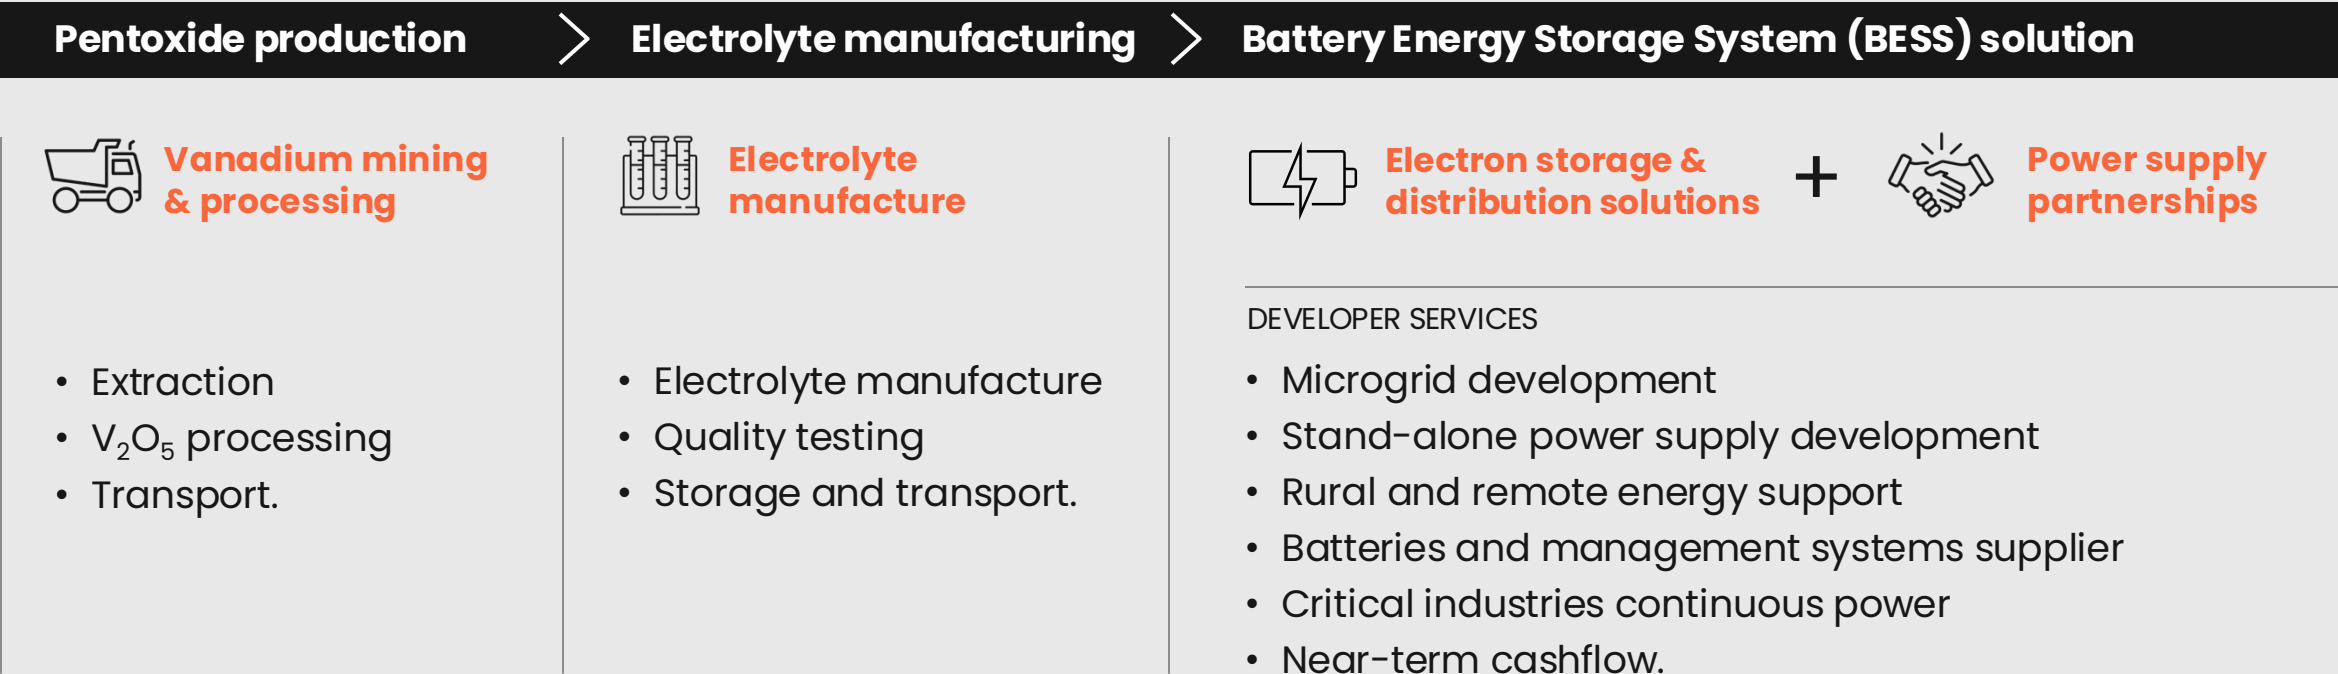 Pentoxide production
Electrolyte manufacturing
Battery Energy Storage System (BESS) solution
Vanadium mining
& processing
• Extraction
• V₂O₅ processing
• Transport.
Electrolyte
manufacture
• Electrolyte manufacture
• Quality testing
• Storage and transport.
Electron storage &
distribution solutions
+
Power supply
partnerships
DEVELOPER SERVICES
• Microgrid development
• Stand-alone power supply development
• Rural and remote energy support
• Batteries and management systems supplier
• Critical industries continuous power
• Near-term cashflow.